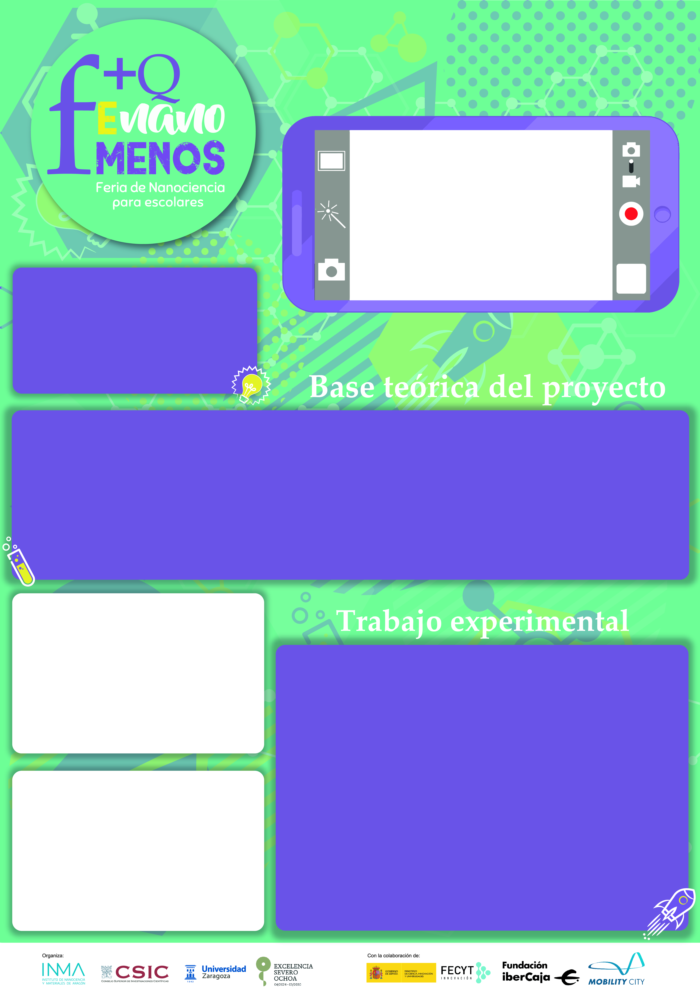 f+Q
Enano
MENOS
Feria de Nanociencia
para escolares
Base teórica del proyecto
Trabajo experimental
Organiza:
INMA
INSTITUTO DE NANOCIENCIA
Y MATERIALES DE ARAGÓN
CSIC
CONSEJO SUPERIOR DE INVESTIGACIONES CIENTÍFICAS
Universidad
Zaragoza
1542
EXCELENCIA
SEVERO
OCHOA
04/2024 - 03/2030
Con la colaboración de:
GOBIERNO
DE ESPAÑA
MINISTERIO
DE CIENCIA, INNOVACIÓN
Y UNIVERSIDADES
FECYT
INNOVACIÓN
Fundación
iberCaja
MOBILITY CITY